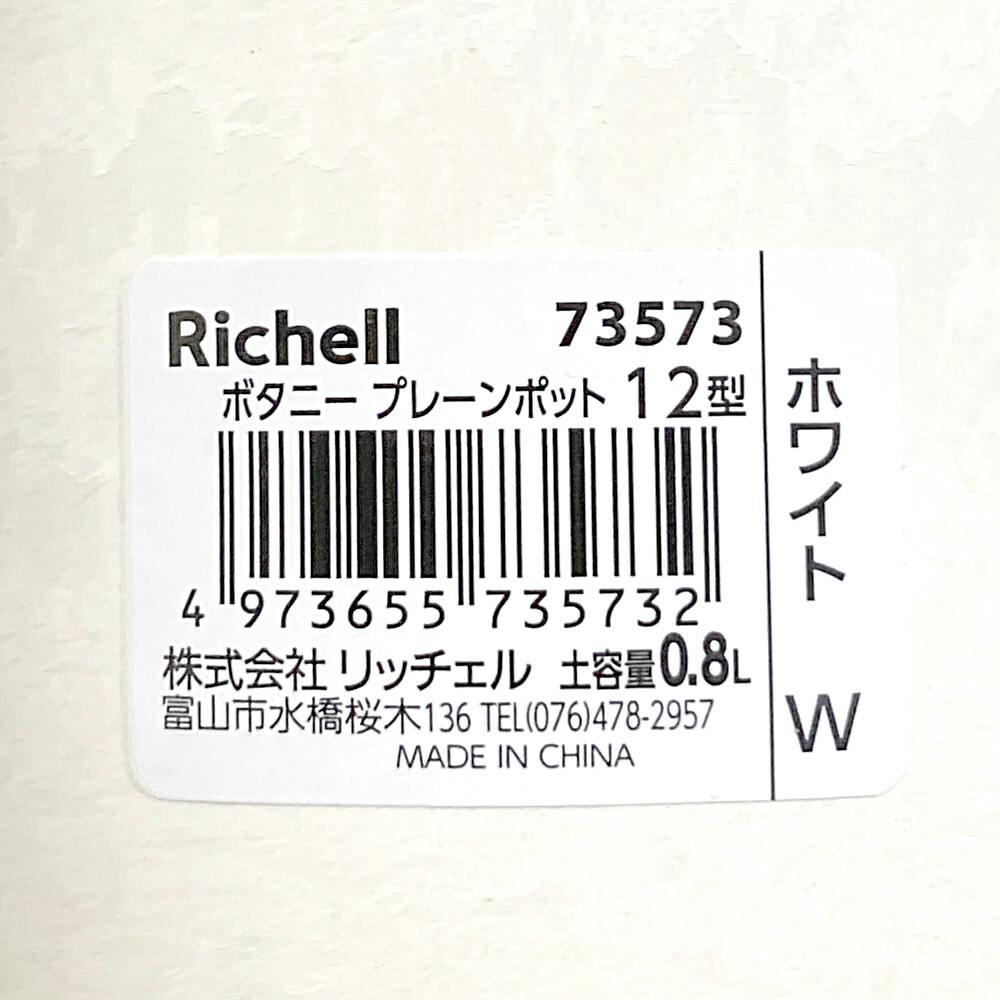 Richell 73573
ボタニー プレーンポット 12型
4 973655 735732
株式会社 リッチェル 土容量0.8L
富山市水橋桜木136 TEL(076)478-2957
MADE IN CHINA
ホワイト W